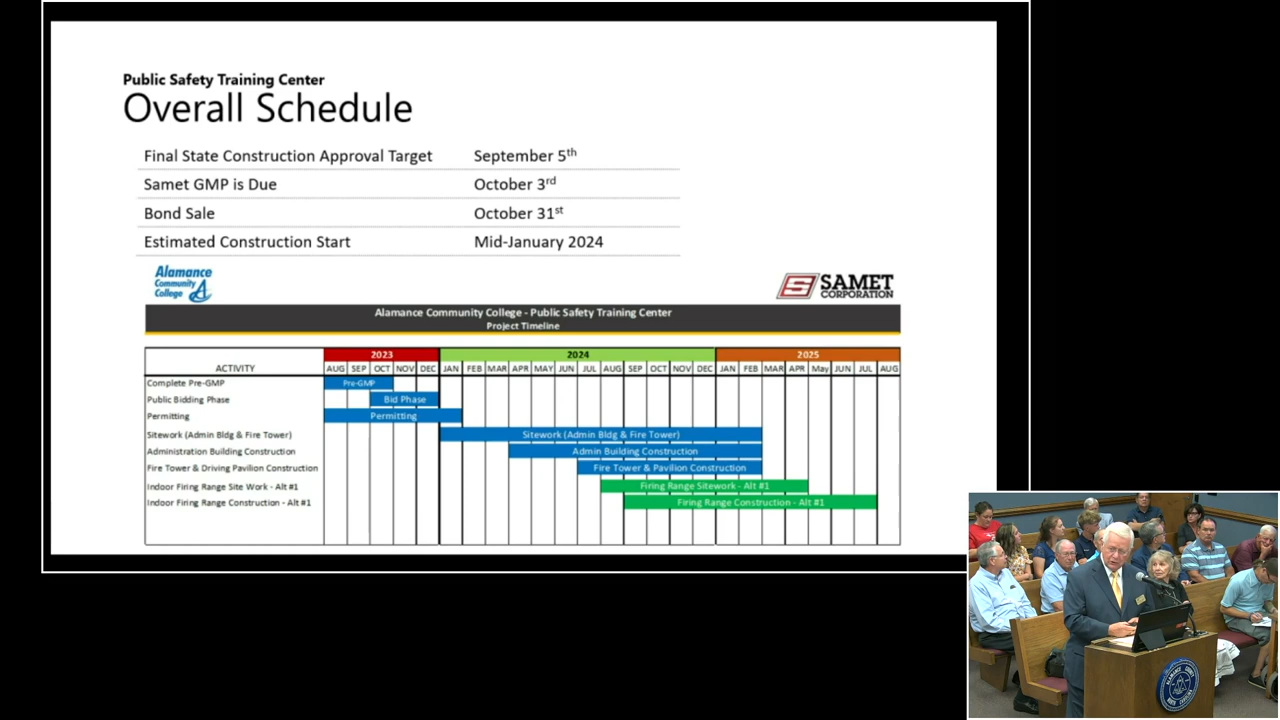 Public Safety Training Center
Overall Schedule
Final State Construction Approval Target September 5th
Samet GMP is Due October 3rd
Bond Sale October 31st
Estimated Construction Start Mid-January 2024
Alamance
Community
College
SAMET
CORPORATION
Alamance Community College - Public Safety Training Center
Project Timeline
2023 2024 2025
ACTIVITY AUG SEP OCT NOV DEC JAN FEB MAR APR MAY JUN JUL AUG SEP OCT NOV DEC JAN FEB MAR APR May JUN JUL AUG
Complete Pre-GMP Pre-GMP
Public Bidding Phase Bid Phase
Permitting Permitting
Sitework (Admin Bldg & Fire Tower) Sitework (Admin Bldg & Fire Tower)
Administration Building Construction Admin Building Construction
Fire Tower & Driving Pavilion Construction Fire Tower & Pavilion Construction
Indoor Firing Range Site Work - Alt #1 Firing Range Sitework - Alt #1
Indoor Firing Range Construction - Alt #1 Firing Range Construction - Alt #1
ALAMANCE COUNTY
NORTH CAROLINA